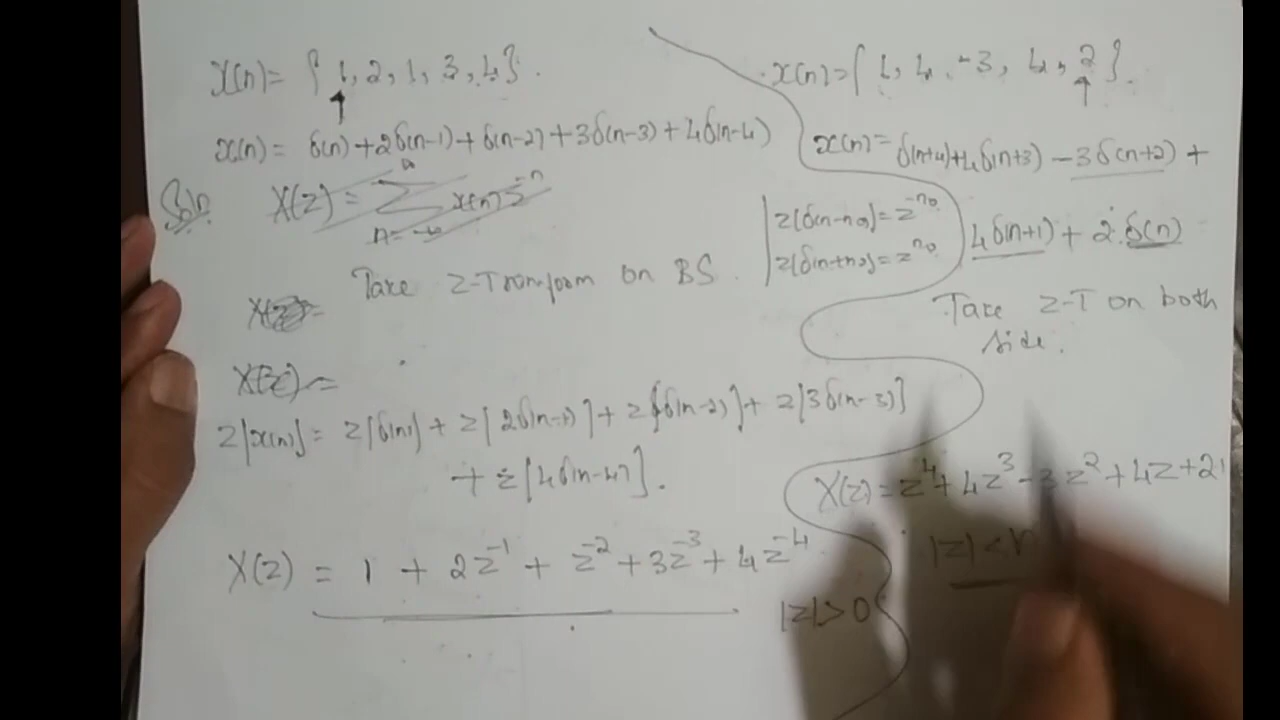 x(n) = { 1, 2, 1, 3, 4 }.
↑
x(n) = δ(n) + 2δ(n-1) + δ(n-2) + 3δ(n-3) + 4δ(n-4)
Soln.
Take Z-Transform on BS.
z(δ(n-n₀)) = z^{-n₀}
z(δ(n+n₀)) = z^{n₀}
X(z) =
z[x(n)] = z[δ(n)] + z[2δ(n-1)] + z[δ(n-2)] + z[3δ(n-3)]
+ z[4δ(n-4)].
X(z) = 1 + 2z^{-1} + z^{-2} + 3z^{-3} + 4z^{-4}
|z| > 0
x(n) = { 1, 4, -3, 4, 2 }.
↑
x(n) = δ(n+4) + 4δ(n+3) - 3δ(n+2) +
4δ(n+1) + 2δ(n)
Take Z-T on both
side.
X(z) = z^4 + 4z^3 - 3z^2 + 4z + 2
|z| <